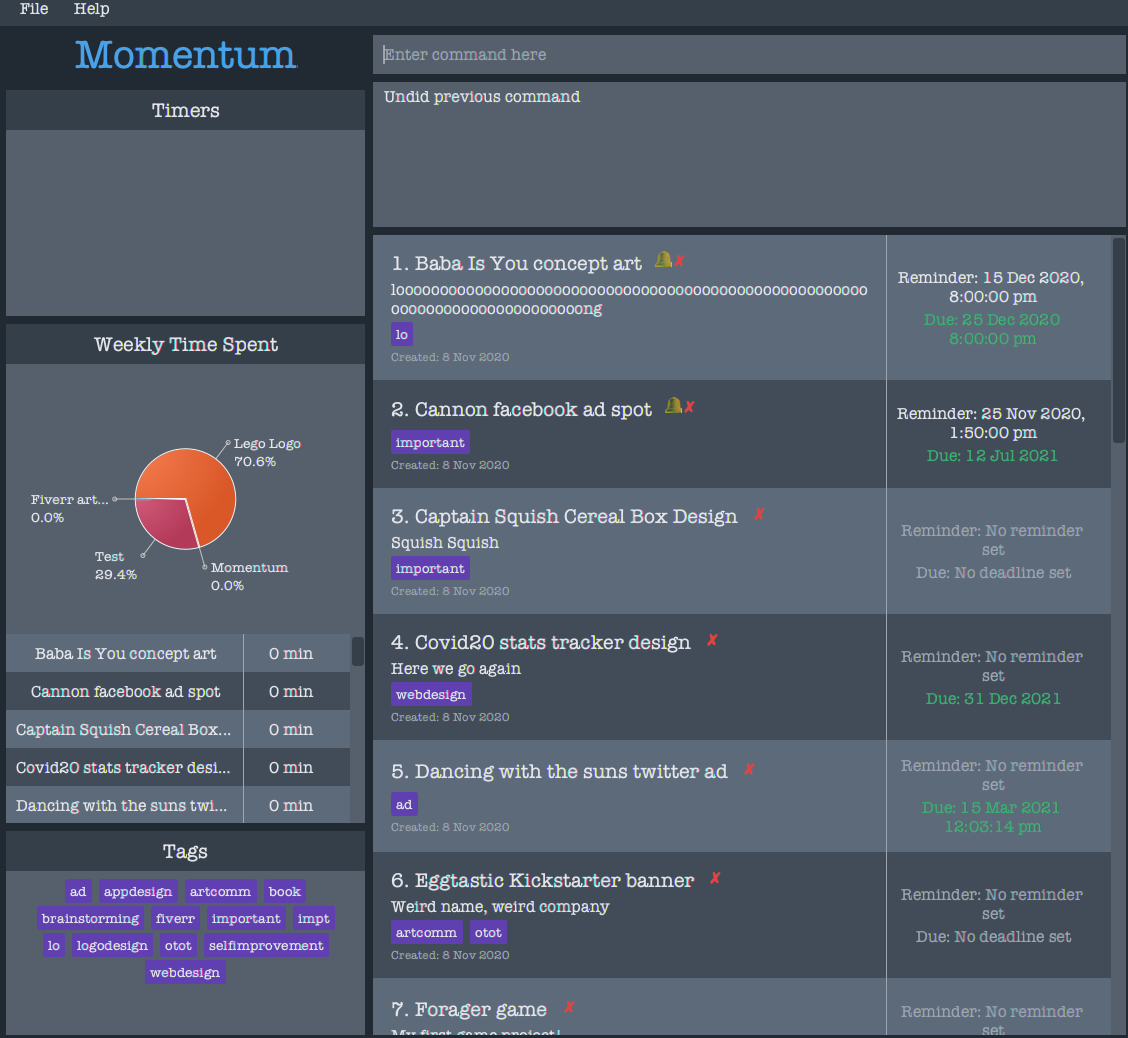 File Help
Momentum
Timers
Weekly Time Spent
Lego Logo
70.6%
Fiverr art...
0.0%
Test
29.4%
Momentum
0.0%
Baba Is You concept art 0 min
Cannon facebook ad spot 0 min
Captain Squish Cereal Box... 0 min
Covid20 stats tracker desi... 0 min
Dancing with the suns twi... 0 min
Tags
ad appdesign artcomm book
brainstorming fiverr important impt
lo logodesign otot selfimprovement
webdesign
Enter command here
Undid previous command
1. Baba Is You concept art
looooooooooooooooooooooooooooooooooooooooooooooooooooo
ooooooooooooooooooooong
lo
Created: 8 Nov 2020
Reminder: 15 Dec 2020,
8:00:00 pm
Due: 25 Dec 2020
8:00:00 pm
2. Cannon facebook ad spot
important
Created: 8 Nov 2020
Reminder: 25 Nov 2020,
1:50:00 pm
Due: 12 Jul 2021
3. Captain Squish Cereal Box Design
Squish Squish
important
Created: 8 Nov 2020
Reminder: No reminder
set
Due: No deadline set
4. Covid20 stats tracker design
Here we go again
webdesign
Created: 8 Nov 2020
Reminder: No reminder
set
Due: 31 Dec 2021
5. Dancing with the suns twitter ad
ad
Created: 8 Nov 2020
Reminder: No reminder
set
Due: 15 Mar 2021
12:03:14 pm
6. Eggtastic Kickstarter banner
Weird name, weird company
artcomm otot
Created: 8 Nov 2020
Reminder: No reminder
set
Due: No deadline set
7. Forager game
My first game project!
Reminder: No reminder
set